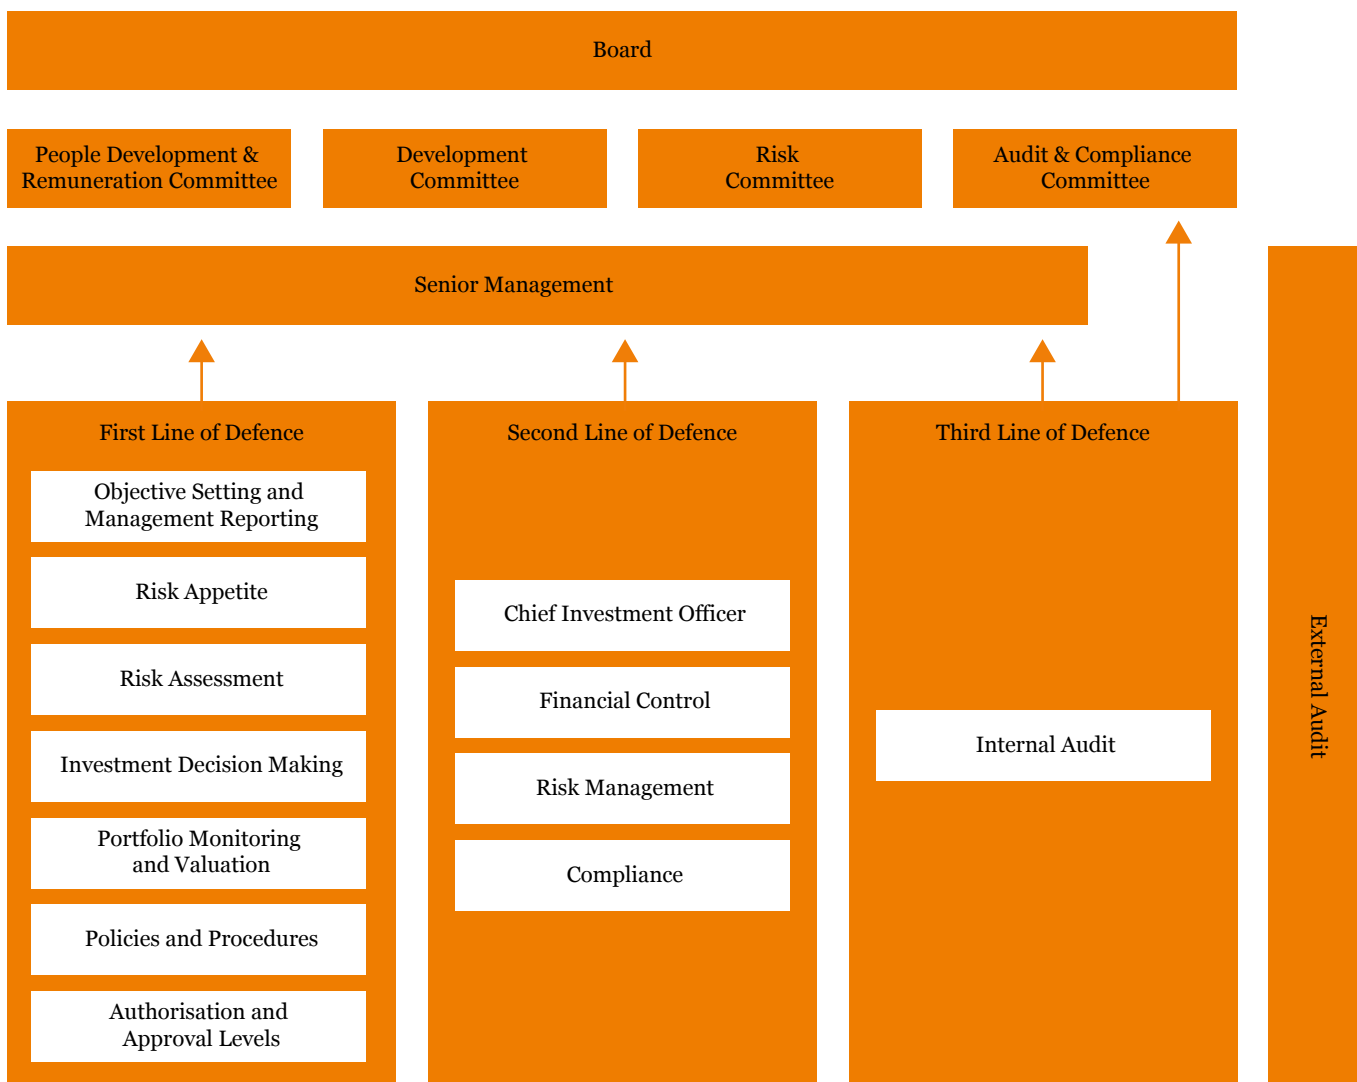 Board
People Development &
Remuneration Committee
Development
Committee
Risk
Committee
Audit & Compliance
Committee
Senior Management
First Line of Defence
Objective Setting and
Management Reporting
Risk Appetite
Risk Assessment
Investment Decision Making
Portfolio Monitoring
and Valuation
Policies and Procedures
Authorisation and
Approval Levels
Second Line of Defence
Chief Investment Officer
Financial Control
Risk Management
Compliance
Third Line of Defence
Internal Audit
External Audit